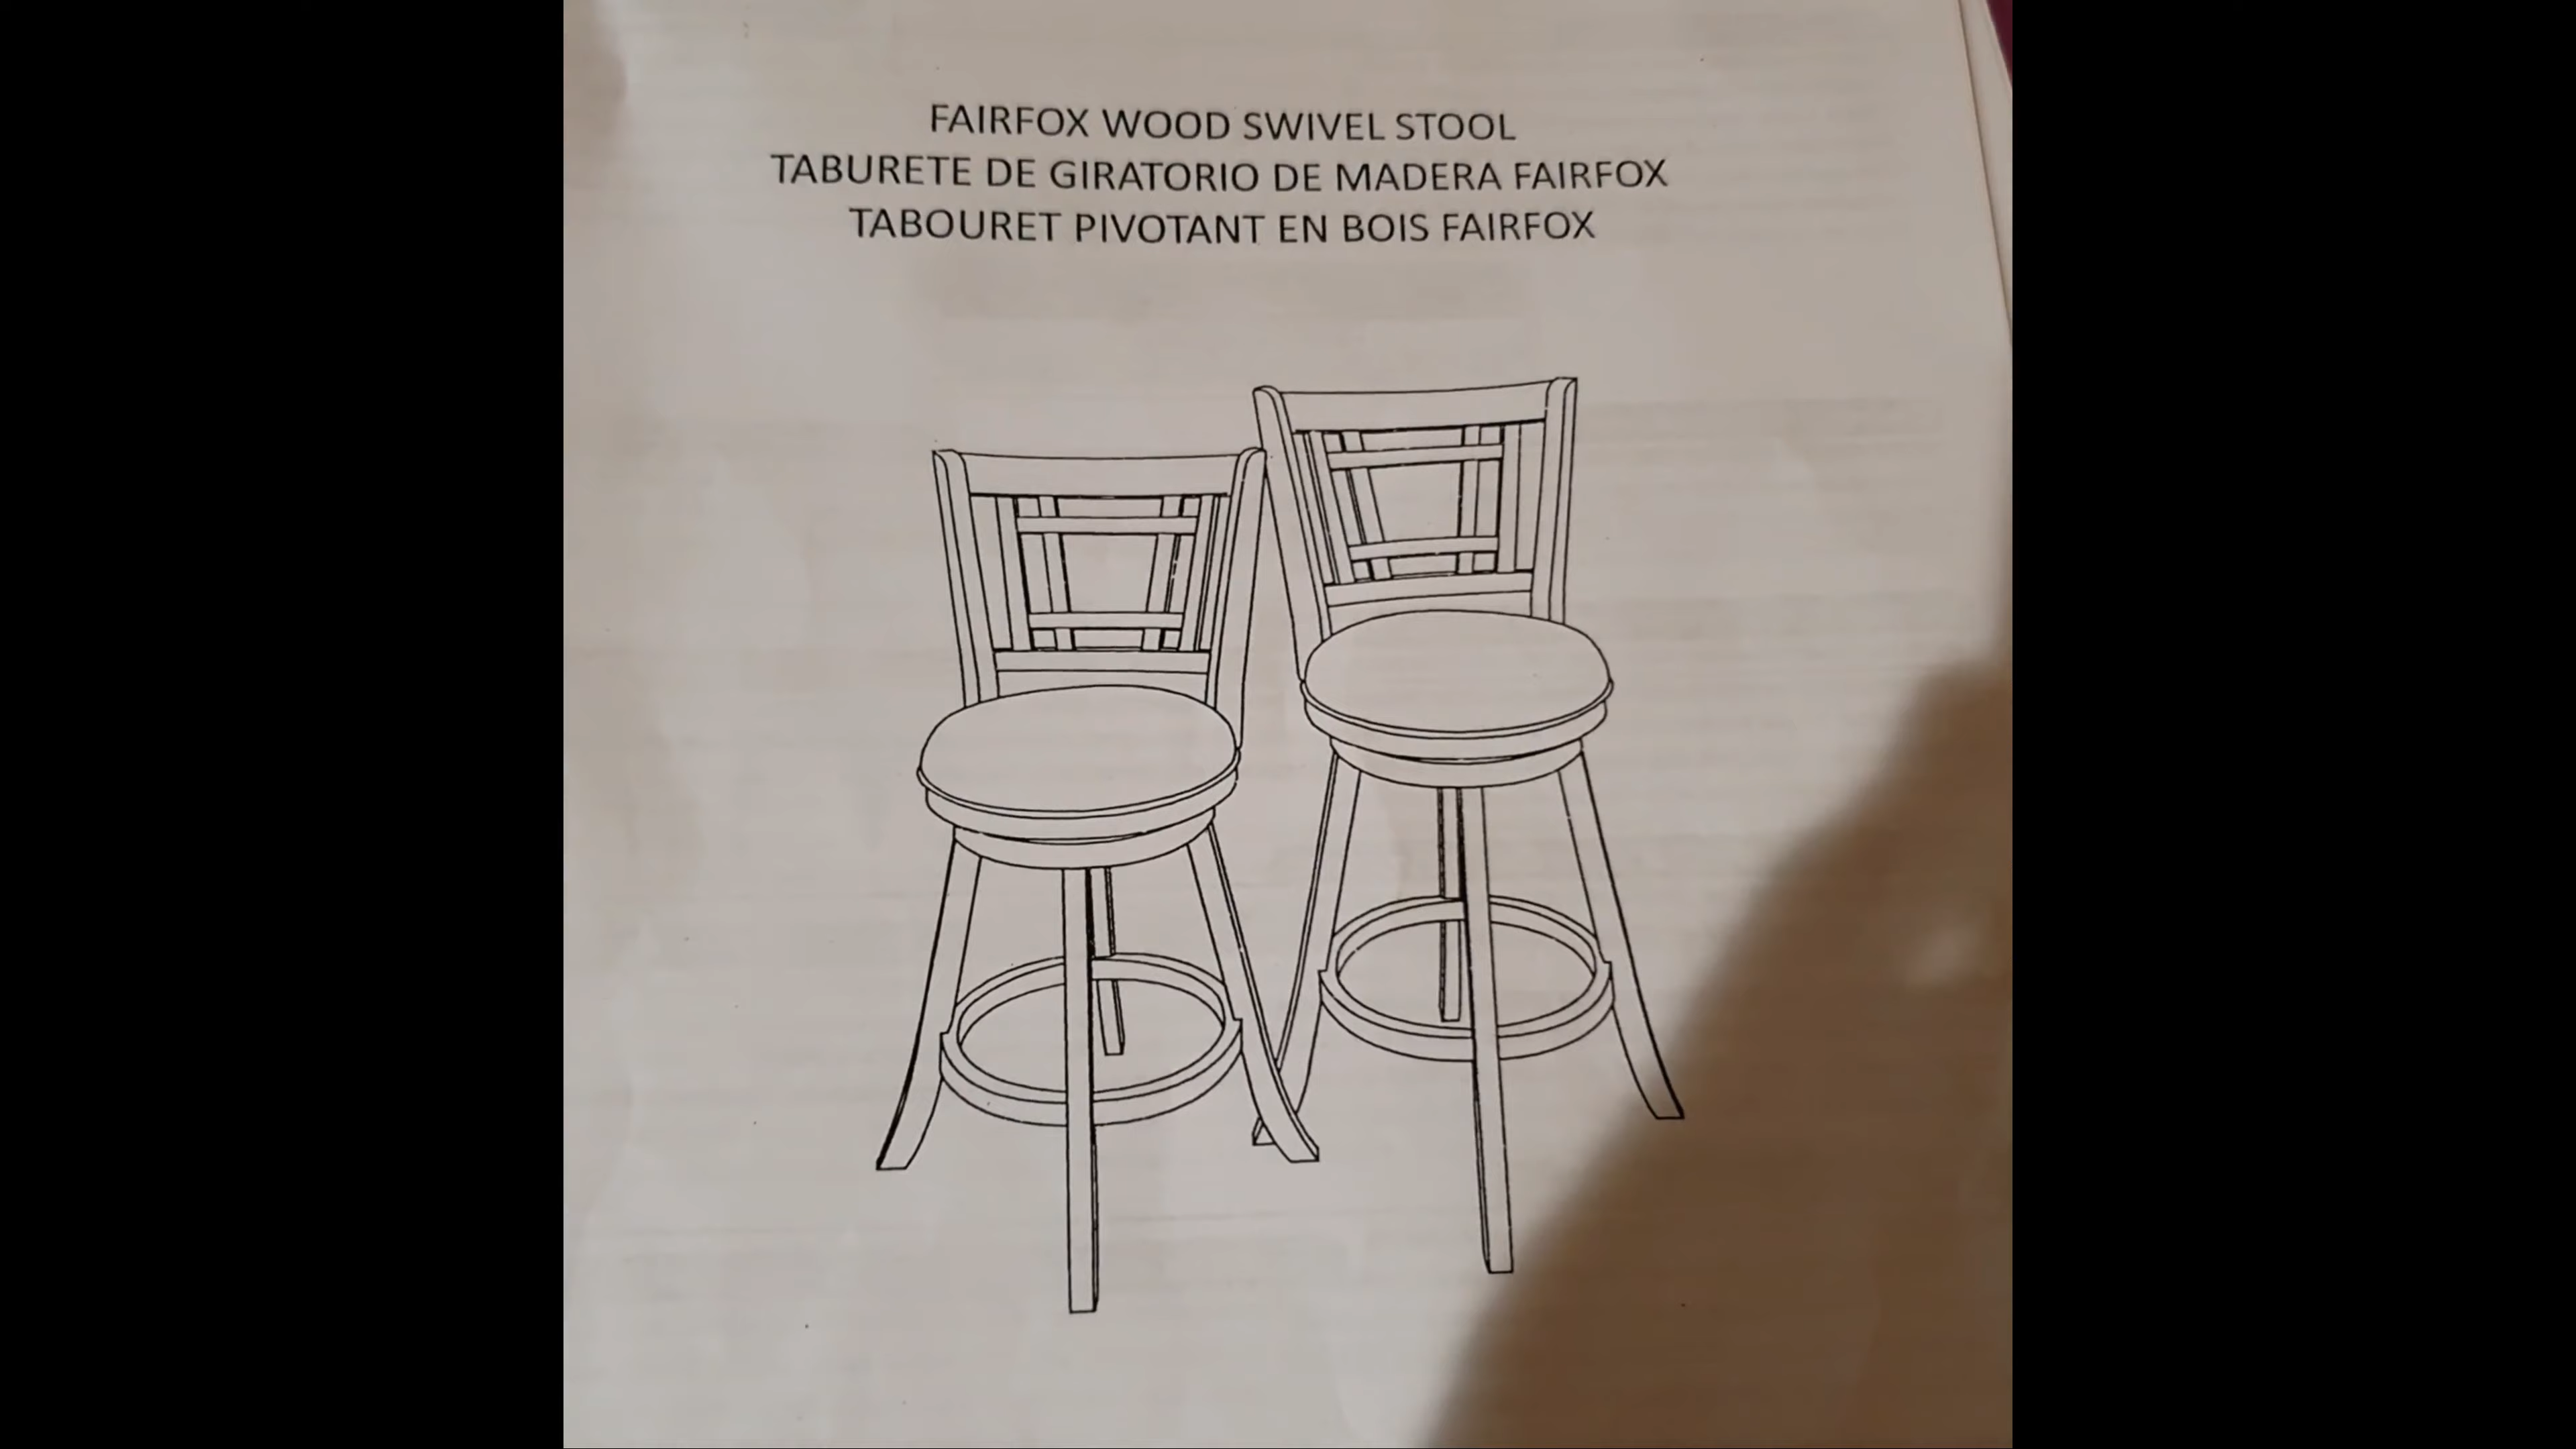 FAIRFOX WOOD SWIVEL STOOL
TABURETE DE GIRATORIO DE MADERA FAIRFOX
TABOURET PIVOTANT EN BOIS FAIRFOX